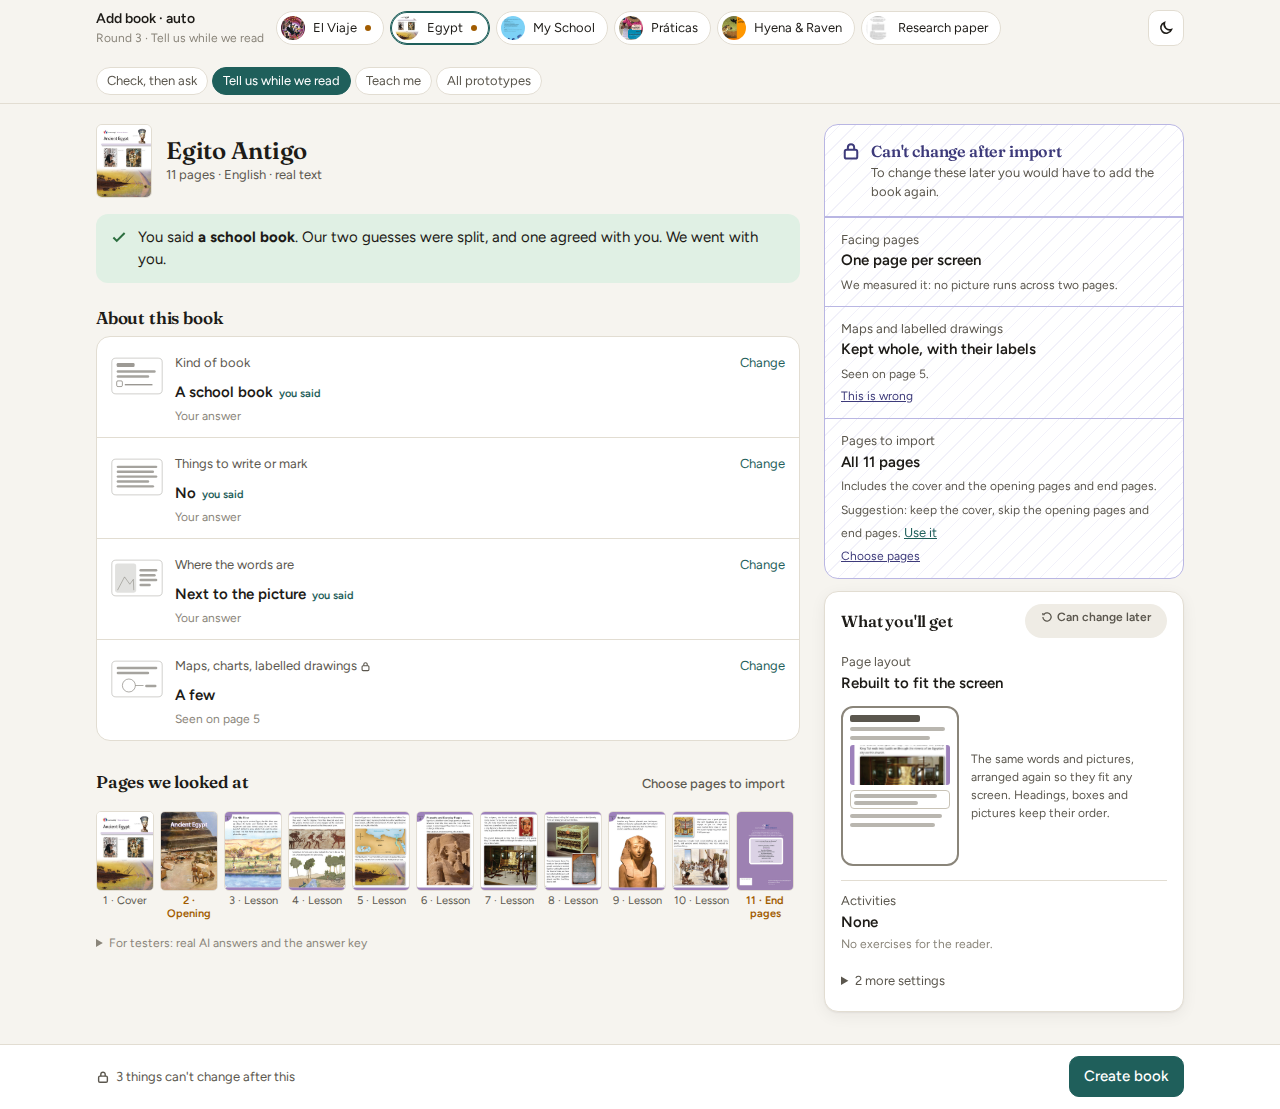 Add book · auto
Round 3 · Tell us while we read
El Viaje
Egypt
My School
Práticas
Hyena & Raven
Research paper
Check, then ask
Tell us while we read
Teach me
All prototypes
Egito Antigo
11 pages · English · real text
You said a school book. Our two guesses were split, and one agreed with you. We went with
you.
About this book
Kind of book
Change
A school book you said
Your answer
Things to write or mark
Change
No you said
Your answer
Where the words are
Change
Next to the picture you said
Your answer
Maps, charts, labelled drawings
Change
A few
Seen on page 5
Pages we looked at
Choose pages to import
Ancient Egypt
Ancient Egypt
1 · Cover
2 ·
Opening
3 · Lesson
4 · Lesson
5 · Lesson
6 · Lesson
7 · Lesson
8 · Lesson
9 · Lesson
10 · Lesson
11 · End
pages
For testers: real AI answers and the answer key
Can't change after import
To change these later you would have to add the
book again.
Facing pages
One page per screen
We measured it: no picture runs across two pages.
Maps and labelled drawings
Kept whole, with their labels
Seen on page 5.
This is wrong
Pages to import
All 11 pages
Includes the cover and the opening pages and end pages.
Suggestion: keep the cover, skip the opening pages and
end pages. Use it
Choose pages
What you'll get
Can change later
Page layout
Rebuilt to fit the screen
The same words and pictures,
arranged again so they fit any
screen. Headings, boxes and
pictures keep their order.
Activities
None
No exercises for the reader.
2 more settings
3 things can't change after this
Create book